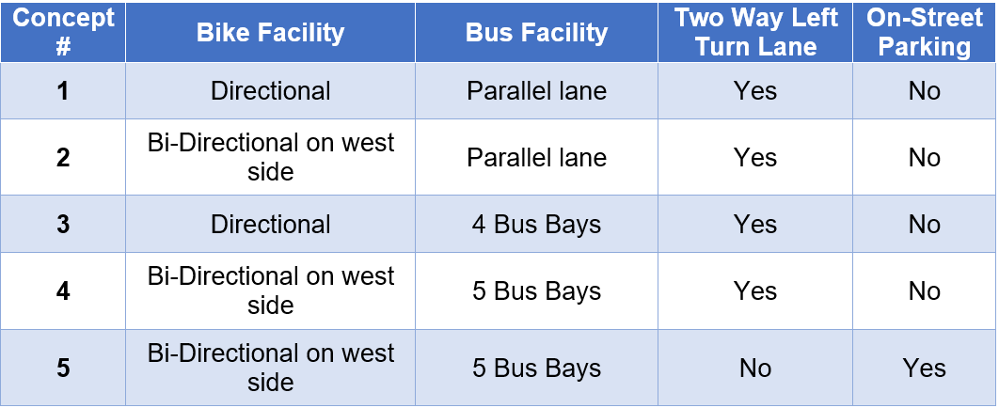 Concept # Bike Facility Bus Facility Two Way Left Turn Lane On-Street Parking
1 Directional Parallel lane Yes No
2 Bi-Directional on west side Parallel lane Yes No
3 Directional 4 Bus Bays Yes No
4 Bi-Directional on west side 5 Bus Bays Yes No
5 Bi-Directional on west side 5 Bus Bays No Yes